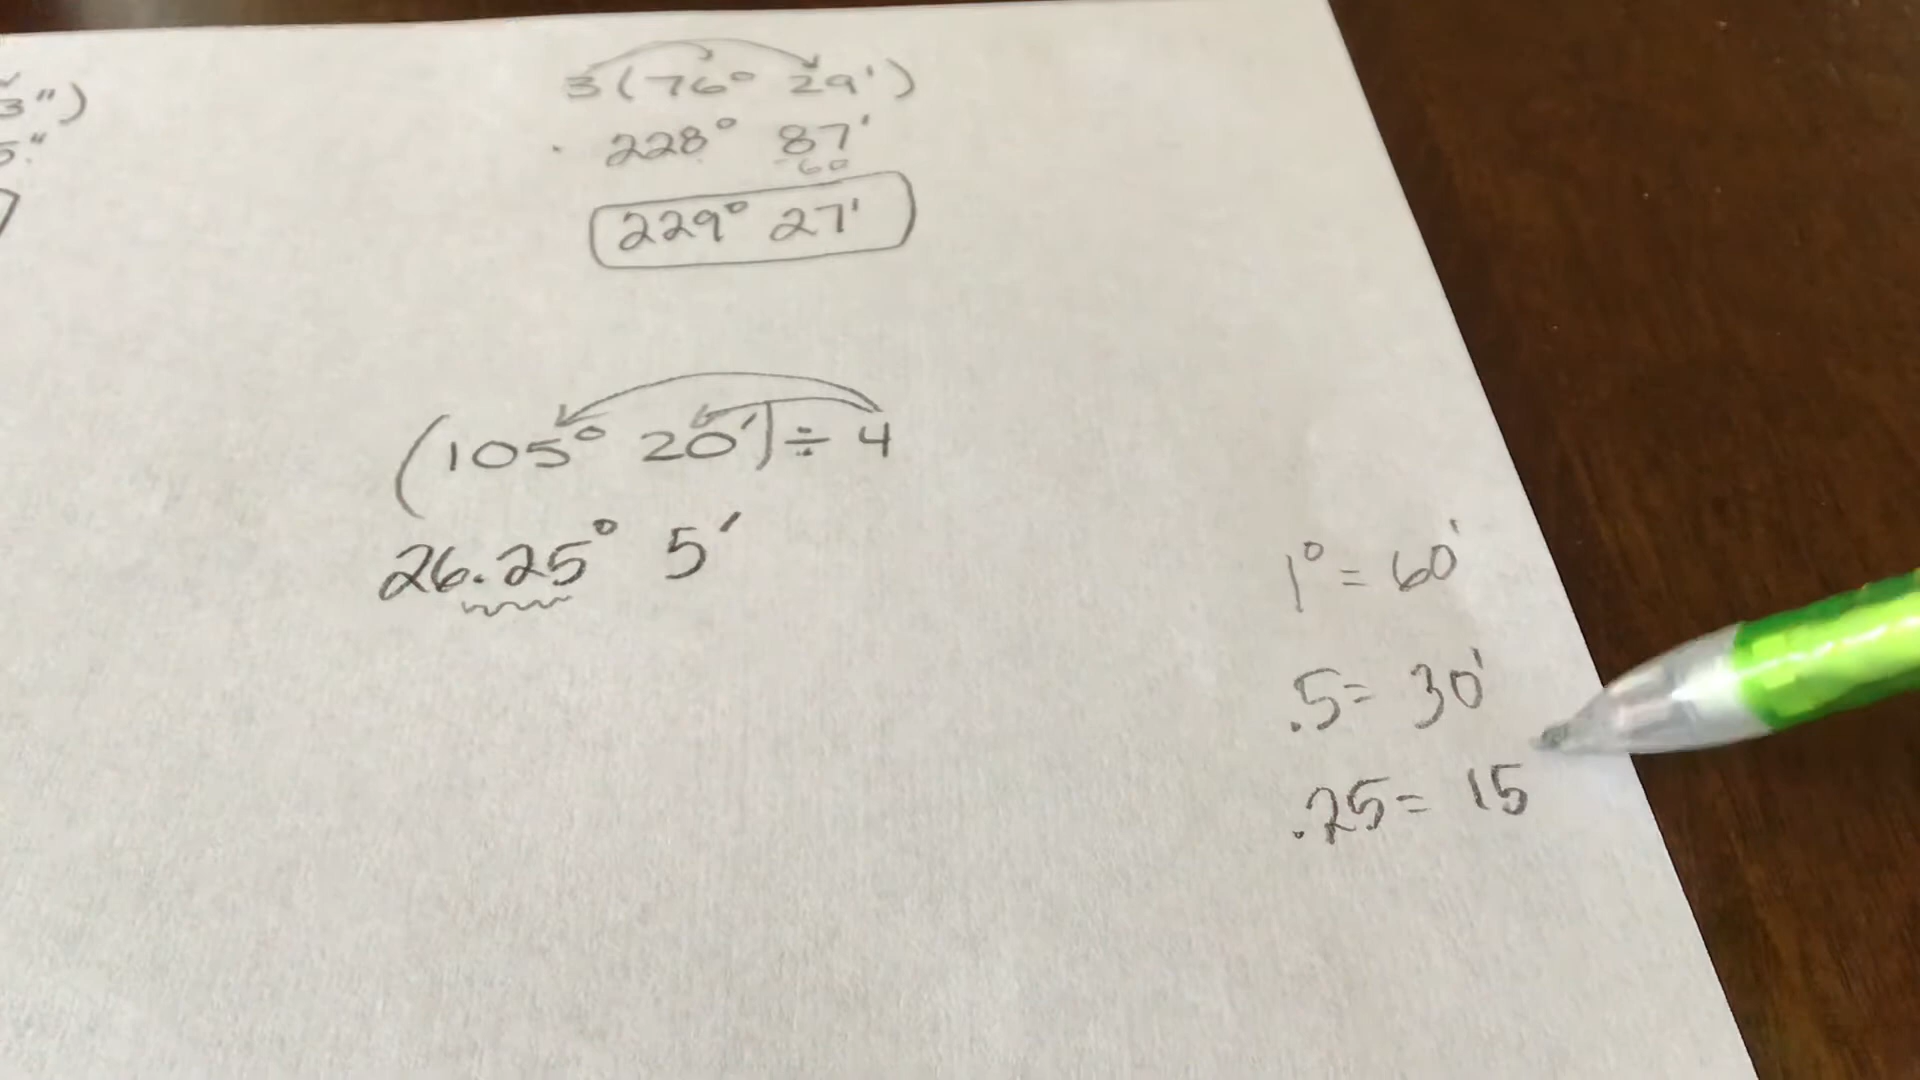 3")
5"
3(76° 29')
228° 87'
-60
229° 27'
(105° 20') ÷ 4
26.25° 5'
1° = 60'
.5 = 30'
.25 = 15